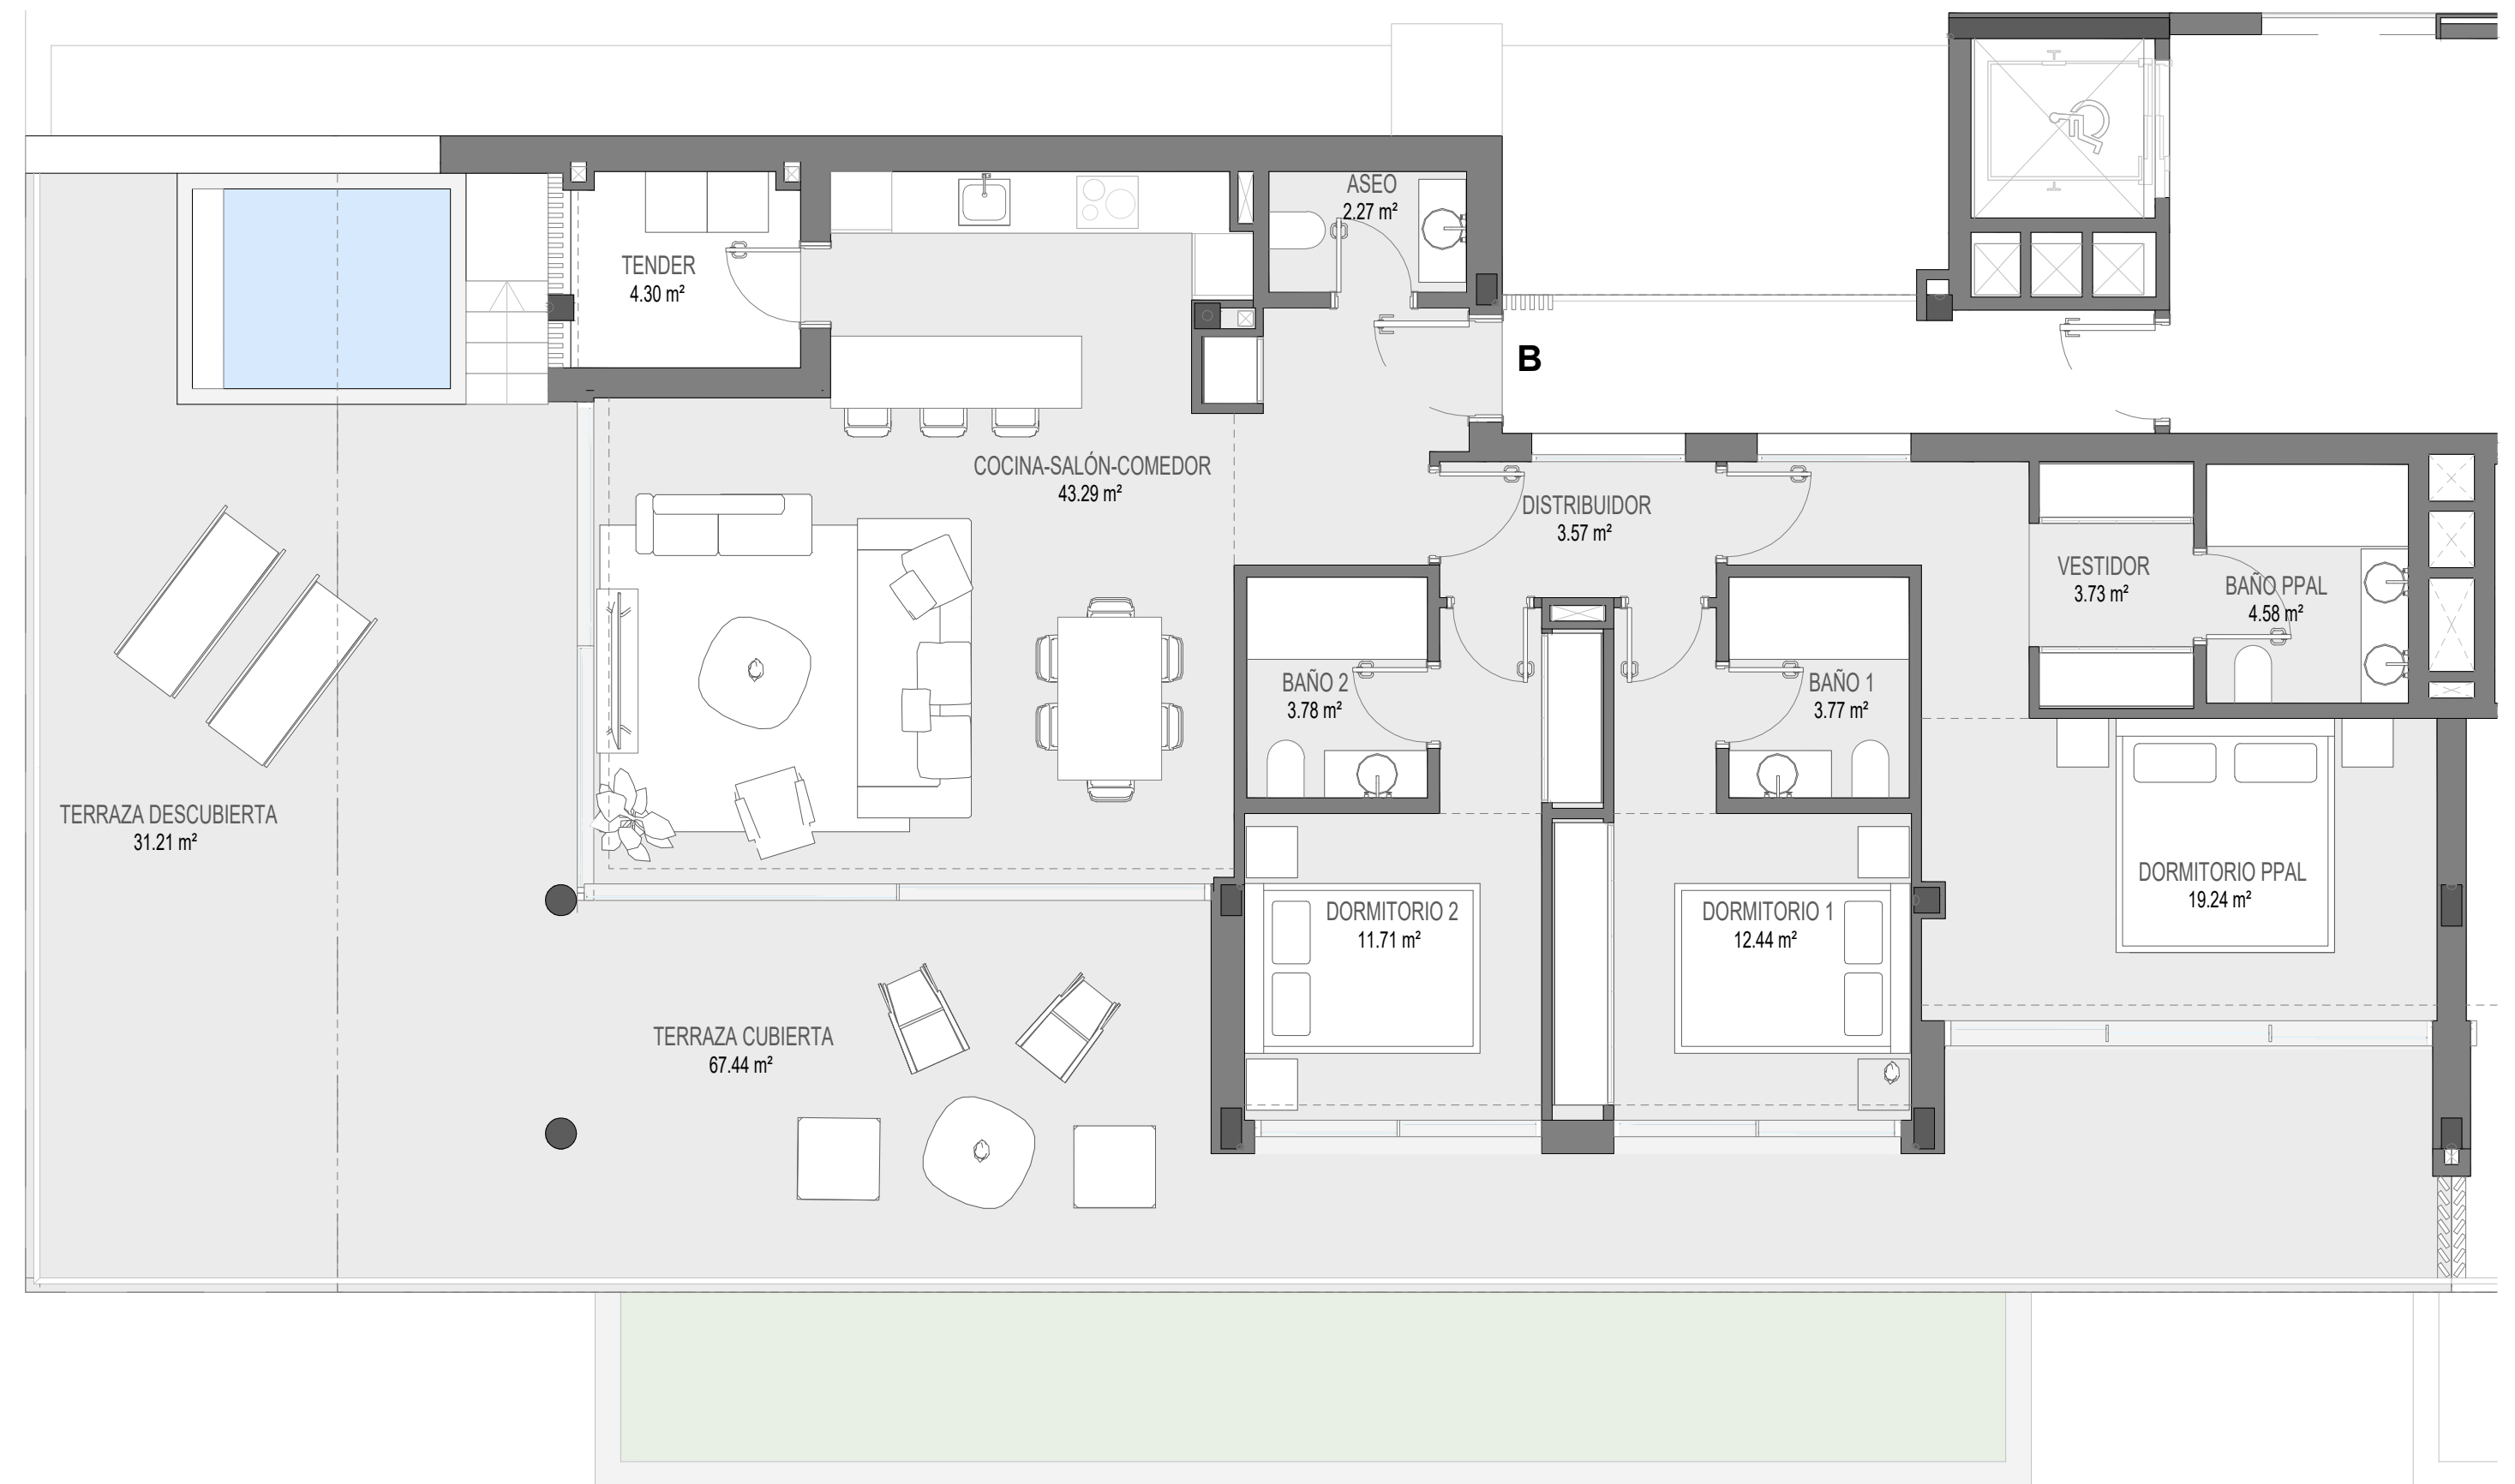 ASEO
2.27 m²
TENDER
4.30 m²
B
COCINA-SALÓN-COMEDOR
43.29 m²
DISTRIBUIDOR
3.57 m²
VESTIDOR
3.73 m²
BAÑO PPAL
4.58 m²
BAÑO 2
3.78 m²
BAÑO 1
3.77 m²
TERRAZA DESCUBIERTA
31.21 m²
DORMITORIO PPAL
19.24 m²
DORMITORIO 2
11.71 m²
DORMITORIO 1
12.44 m²
TERRAZA CUBIERTA
67.44 m²